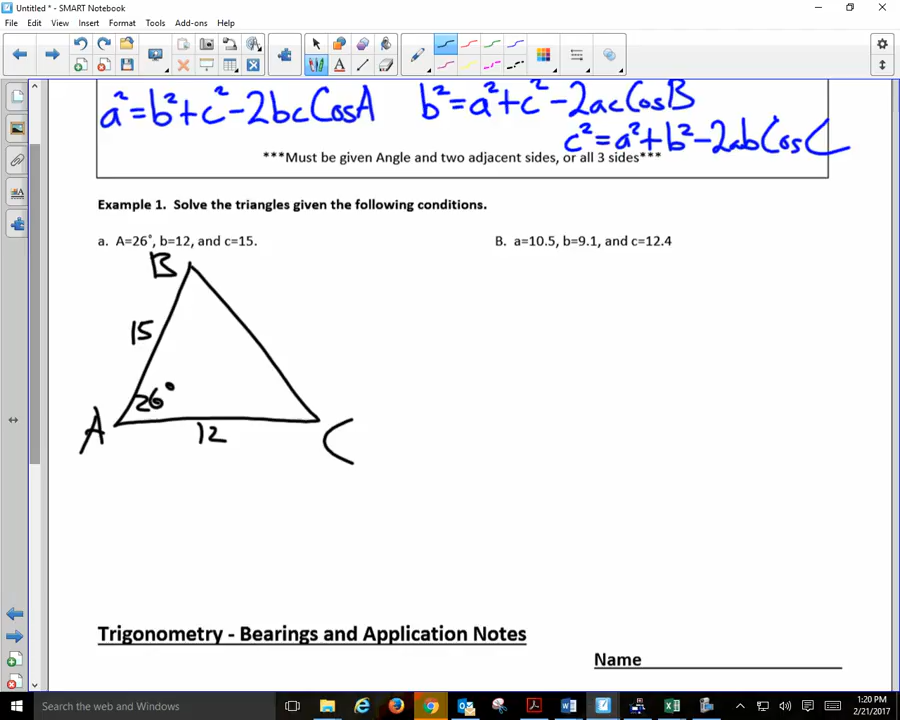 Untitled * - SMART Notebook
File Edit View Insert Format Tools Add-ons Help
a²=b²+c²-2bcCosA b²=a²+c²-2acCosB
c²=a²+b²-2abCosC
***Must be given Angle and two adjacent sides, or all 3 sides***
Example 1. Solve the triangles given the following conditions.
a. A=26°, b=12, and c=15. B. a=10.5, b=9.1, and c=12.4
B
15
26°
A
12
C
Trigonometry - Bearings and Application Notes
Name
Search the web and Windows
1:20 PM
2/21/2017